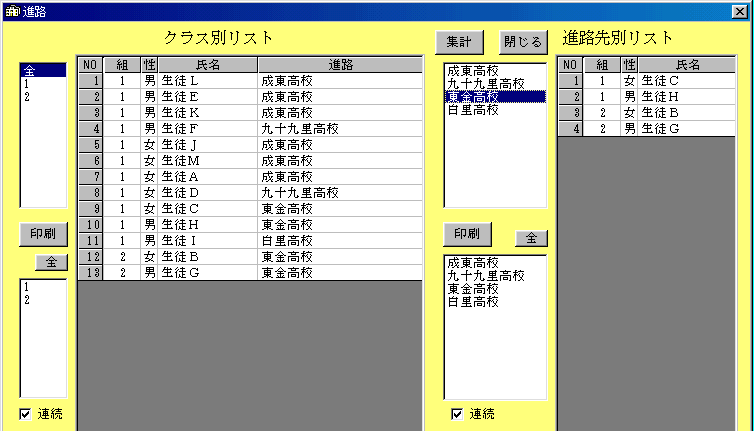 進路
クラス別リスト
集計
閉じる
進路先別リスト
全
1
2
印刷
全
1
2
連続
NO 組 性 氏名 進路
1 1 男 生徒L 成東高校
2 1 男 生徒E 成東高校
3 1 男 生徒K 成東高校
4 1 男 生徒F 九十九里高校
5 1 女 生徒J 成東高校
6 1 女 生徒M 成東高校
7 1 女 生徒A 成東高校
8 1 女 生徒D 九十九里高校
9 1 女 生徒C 東金高校
10 1 男 生徒H 東金高校
11 1 男 生徒I 白里高校
12 2 女 生徒B 東金高校
13 2 男 生徒G 東金高校
成東高校
九十九里高校
東金高校
白里高校
印刷
全
成東高校
九十九里高校
東金高校
白里高校
連続
NO 組 性 氏名
1 1 女 生徒C
2 1 男 生徒H
3 2 女 生徒B
4 2 男 生徒G